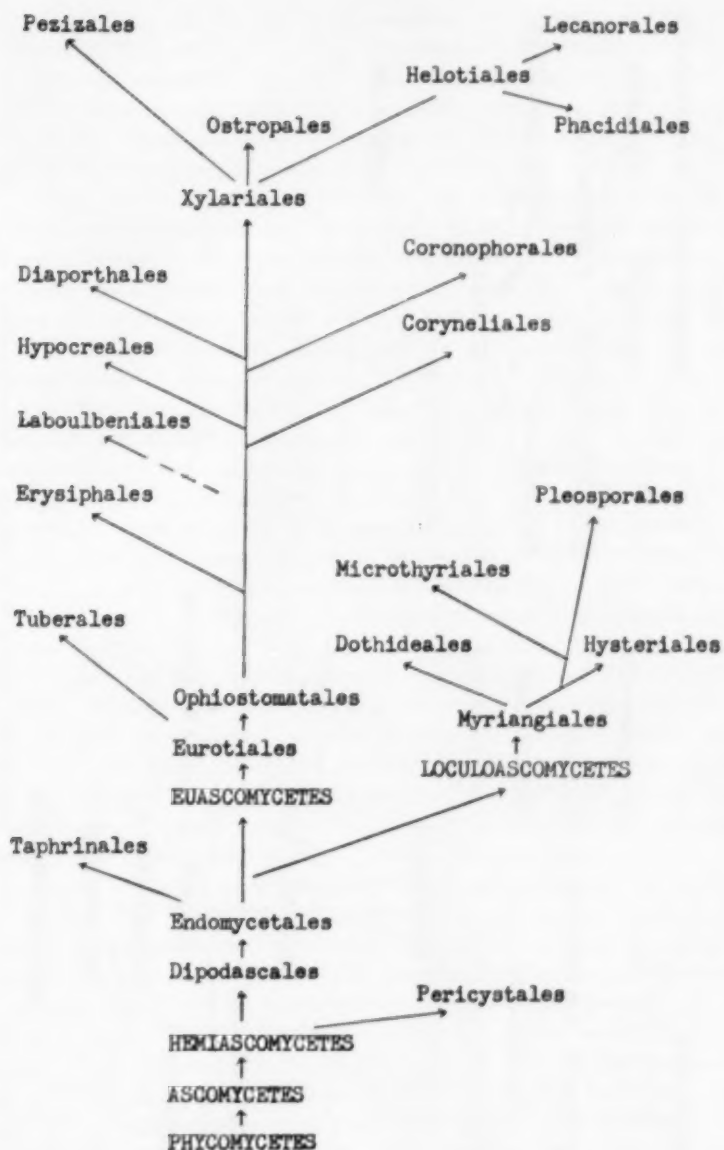 Pezizales
Lecanorales
Helotiales
Ostropales
Phacidiales
Xylariales
Coronophorales
Diaporthales
Coryneliales
Hypocreales
Laboulbeniales
Erysiphales
Pleosporales
Microthyriales
Tuberales
Dothideales
Hysteriales
Ophiostomatales
Myriangiales
Eurotiales
LOCULOASCOMYCETES
EUASCOMYCETES
Taphrinales
Endomycetales
Dipodascales
Pericystales
HEMIASCOMYCETES
ASCOMYCETES
PHYCOMYCETES